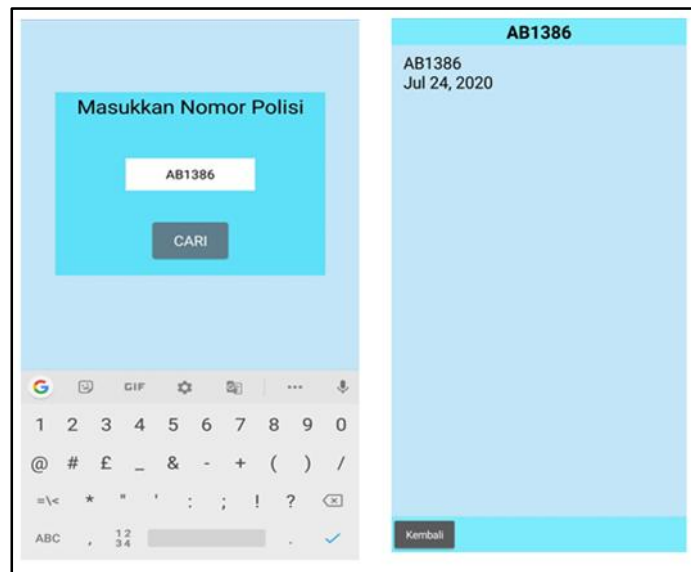 Masukkan Nomor Polisi
AB1386
CARI
G GIF ...
1 2 3 4 5 6 7 8 9 0
@ # £ _ & - + ( ) /
=\< * " ' : ; ! ?
ABC , 12 34 .
AB1386
AB1386
Jul 24, 2020
Kembali